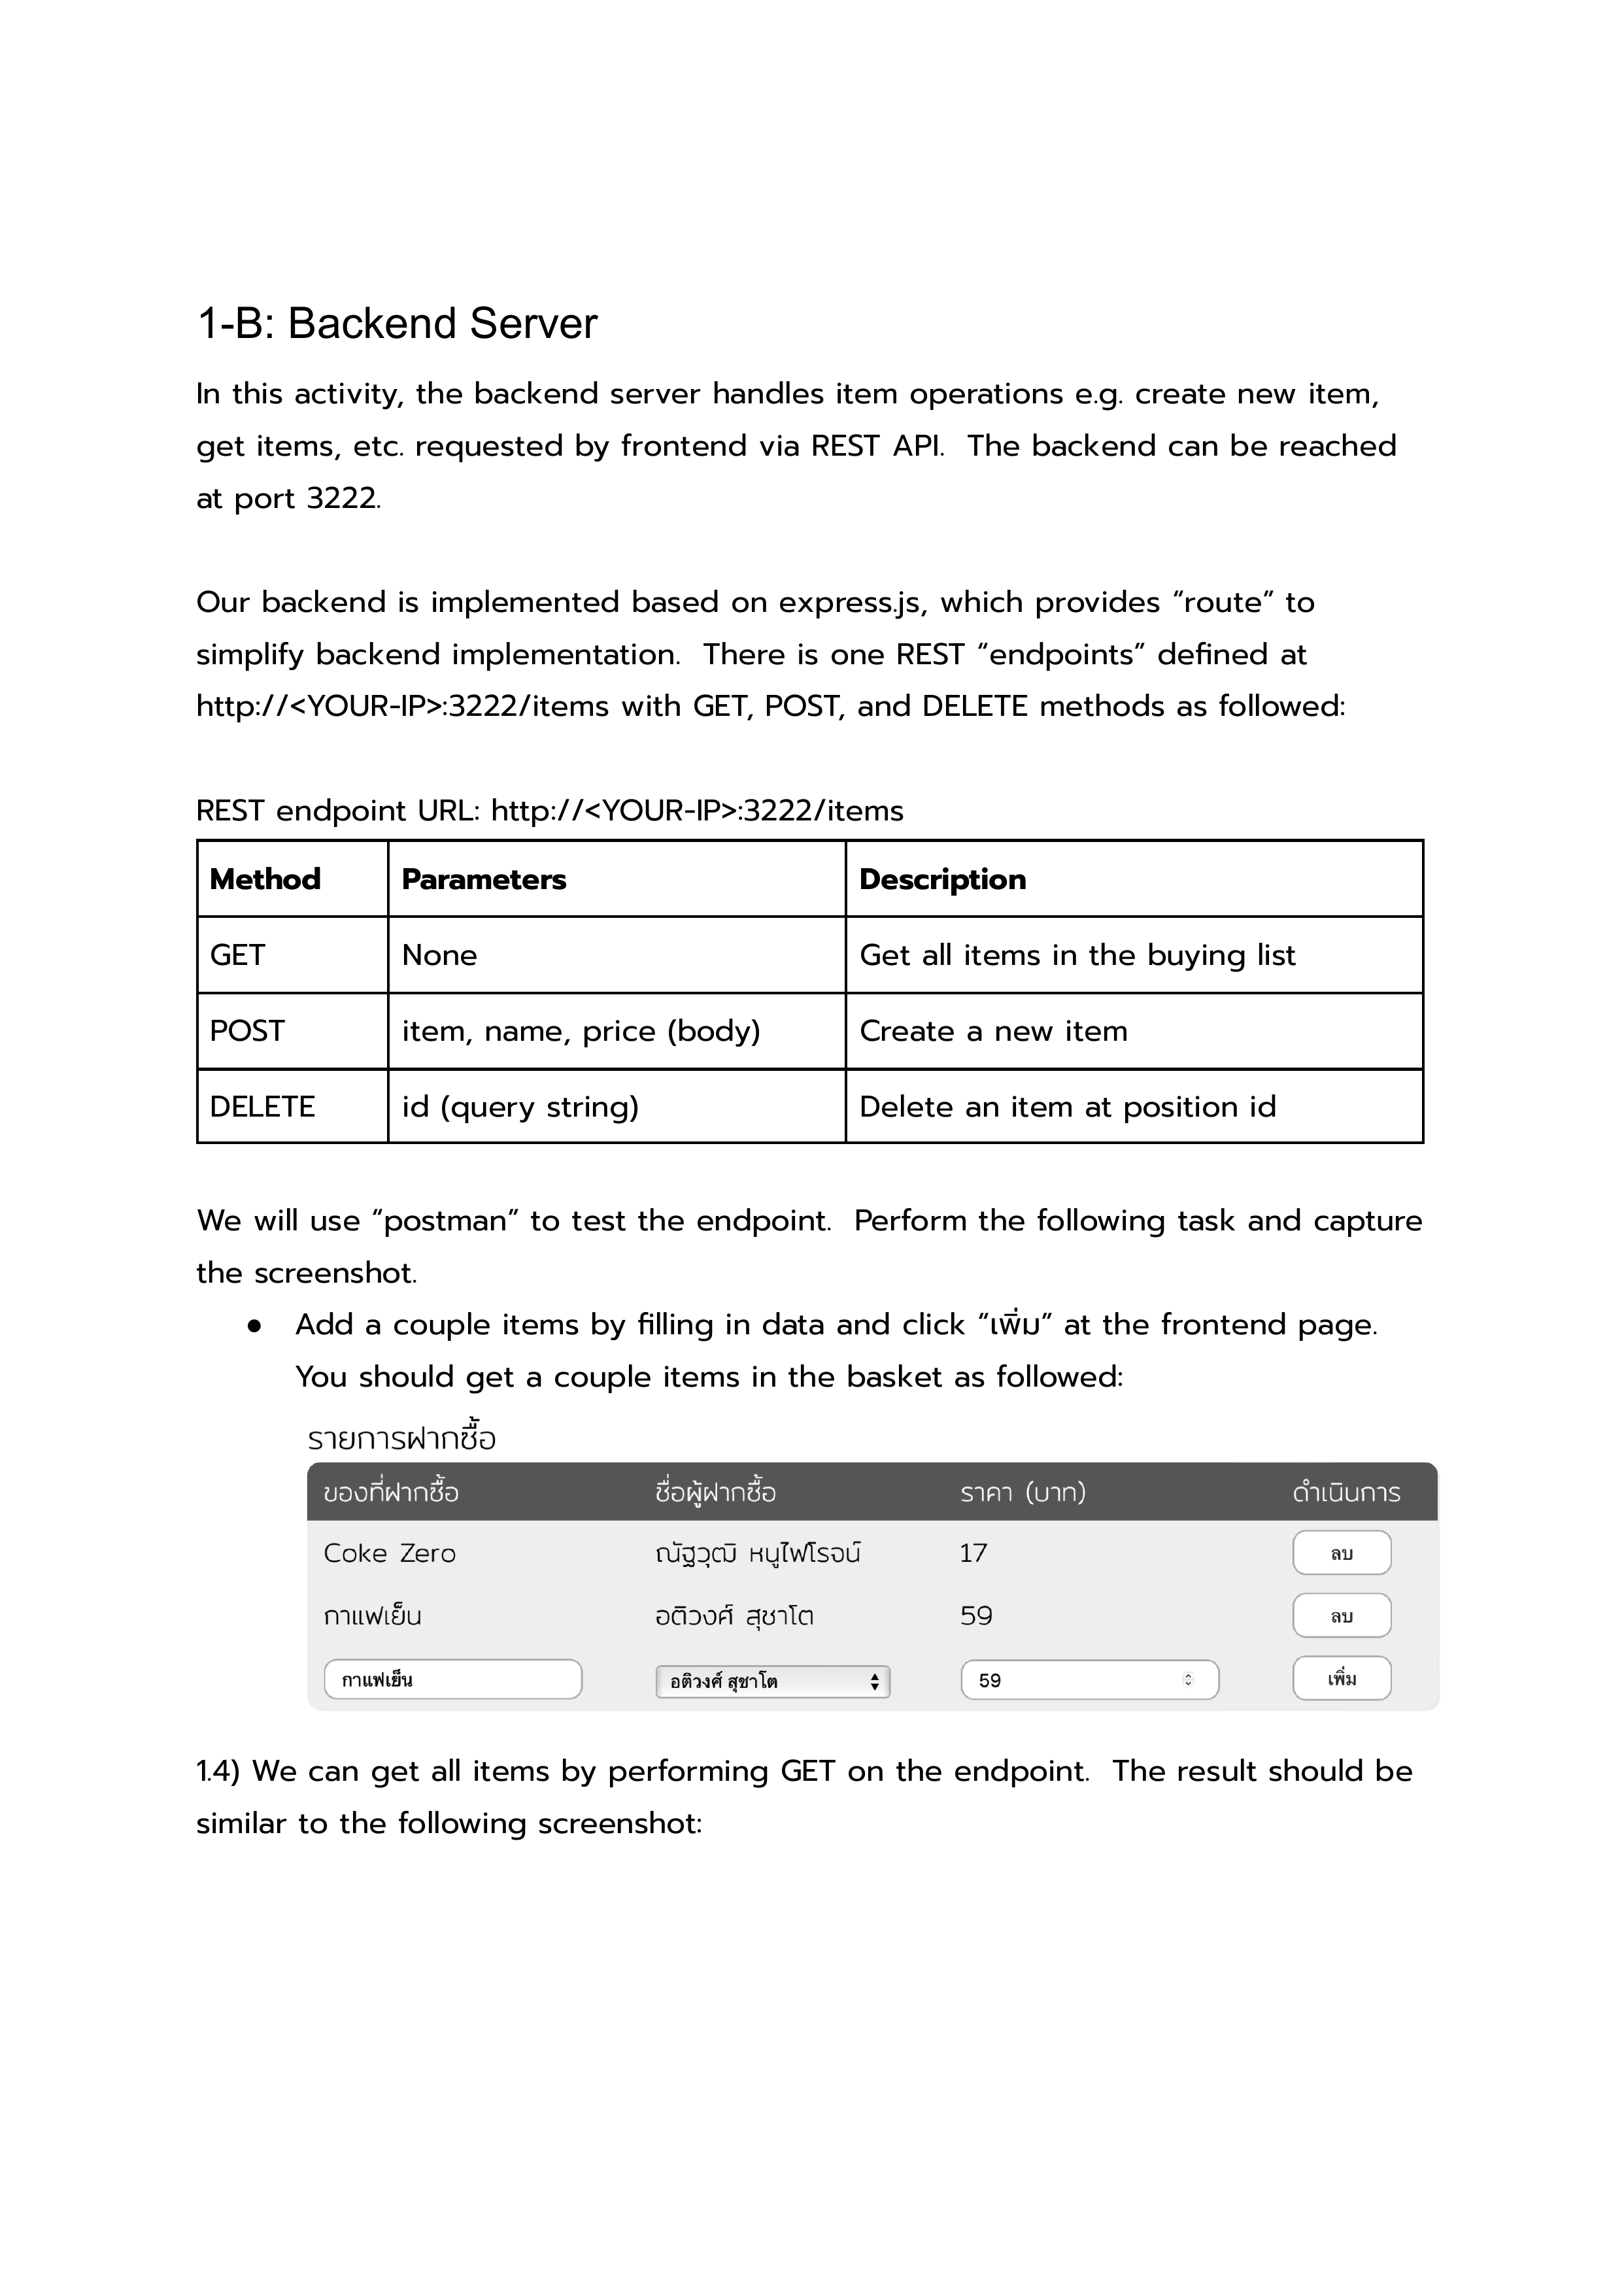 1-B: Backend Server
In this activity, the backend server handles item operations e.g. create new item,
get items, etc. requested by frontend via REST API.  The backend can be reached
at port 3222.
Our backend is implemented based on express.js, which provides “route” to
simplify backend implementation.  There is one REST “endpoints” defined at
http://<YOUR-IP>:3222/items with GET, POST, and DELETE methods as followed:
REST endpoint URL: http://<YOUR-IP>:3222/items
Method Parameters Description
GET None Get all items in the buying list
POST item, name, price (body) Create a new item
DELETE id (query string) Delete an item at position id
We will use “postman” to test the endpoint.  Perform the following task and capture
the screenshot.
● Add a couple items by filling in data and click “เพิ่ม” at the frontend page.
You should get a couple items in the basket as followed:
รายการฝากซื้อ
ของที่ฝากซื้อ ชื่อผู้ฝากซื้อ ราคา (บาท) ดำเนินการ
Coke Zero ณัฐวุฒิ หนูไพโรจน์ 17 ลบ
กาแฟเย็น อติวงศ์ สุชาโต 59 ลบ
กาแฟเย็น อติวงศ์ สุชาโต 59 เพิ่ม
1.4) We can get all items by performing GET on the endpoint.  The result should be
similar to the following screenshot: